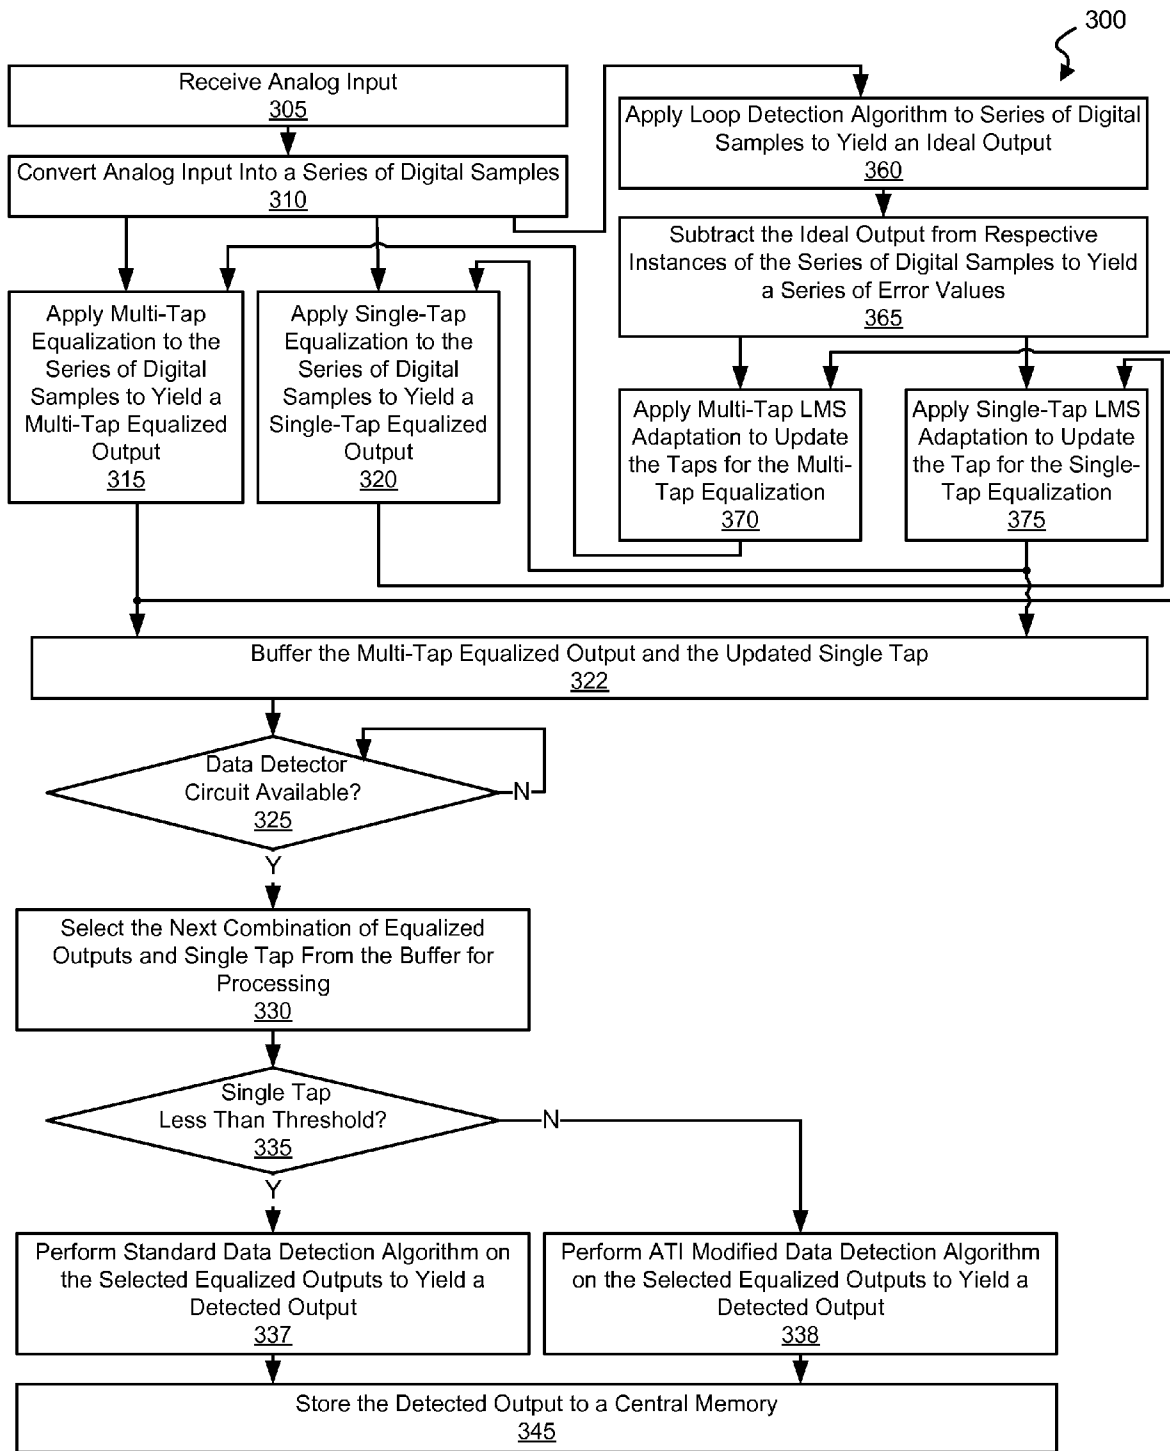 300
Receive Analog Input
305
Convert Analog Input Into a Series of Digital Samples
310
Apply Loop Detection Algorithm to Series of Digital
Samples to Yield an Ideal Output
360
Subtract the Ideal Output from Respective
Instances of the Series of Digital Samples to Yield
a Series of Error Values
365
Apply Multi-Tap
Equalization to the
Series of Digital
Samples to Yield a
Multi-Tap Equalized
Output
315
Apply Single-Tap
Equalization to the
Series of Digital
Samples to Yield a
Single-Tap Equalized
Output
320
Apply Multi-Tap LMS
Adaptation to Update
the Taps for the Multi-
Tap Equalization
370
Apply Single-Tap LMS
Adaptation to Update
the Tap for the Single-
Tap Equalization
375
Buffer the Multi-Tap Equalized Output and the Updated Single Tap
322
Data Detector
Circuit Available?
325
N
Y
Select the Next Combination of Equalized
Outputs and Single Tap From the Buffer for
Processing
330
Single Tap
Less Than Threshold?
335
N
Y
Perform Standard Data Detection Algorithm on
the Selected Equalized Outputs to Yield a
Detected Output
337
Perform ATI Modified Data Detection Algorithm
on the Selected Equalized Outputs to Yield a
Detected Output
338
Store the Detected Output to a Central Memory
345